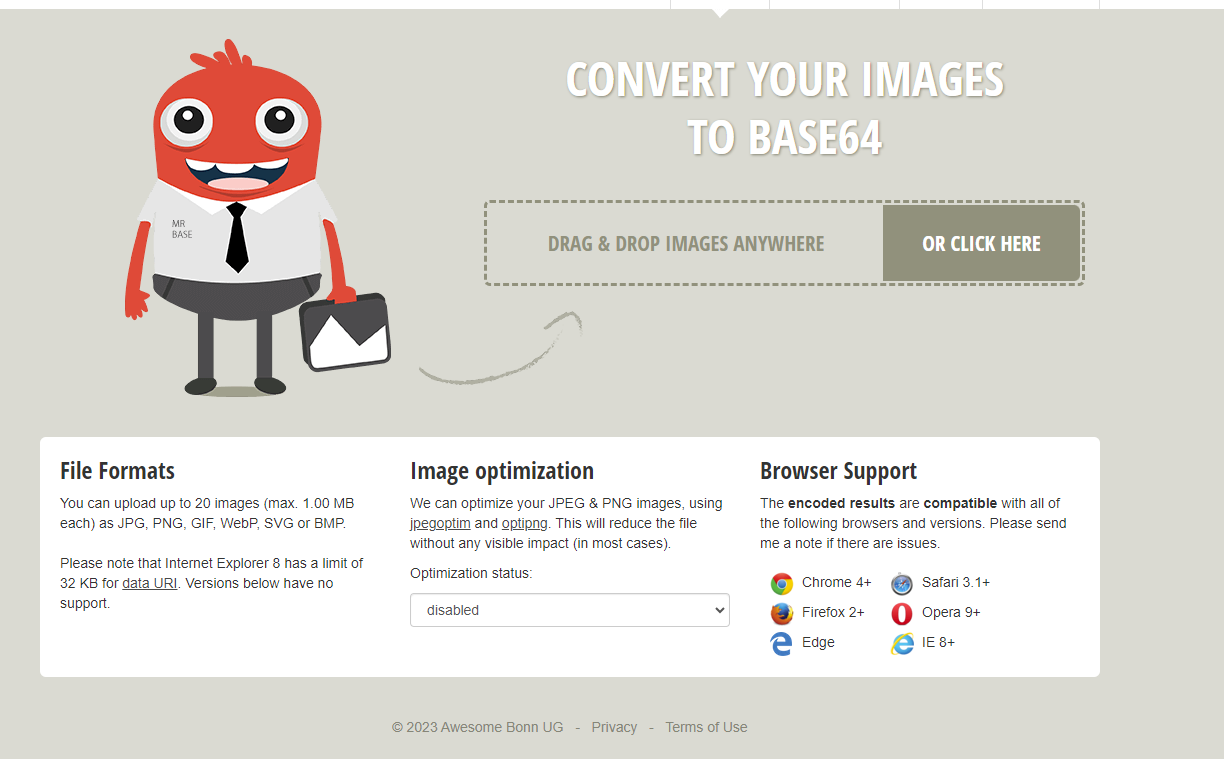 CONVERT YOUR IMAGES
TO BASE64
MR
BASE
DRAG & DROP IMAGES ANYWHERE
OR CLICK HERE
File Formats
You can upload up to 20 images (max. 1.00 MB
each) as JPG, PNG, GIF, WebP, SVG or BMP.
Please note that Internet Explorer 8 has a limit of
32 KB for data URI. Versions below have no
support.
Image optimization
We can optimize your JPEG & PNG images, using
jpegoptim and optipng. This will reduce the file
without any visible impact (in most cases).
Optimization status:
disabled
Browser Support
The encoded results are compatible with all of
the following browsers and versions. Please send
me a note if there are issues.
Chrome 4+
Safari 3.1+
Firefox 2+
Opera 9+
Edge
IE 8+
© 2023 Awesome Bonn UG - Privacy - Terms of Use